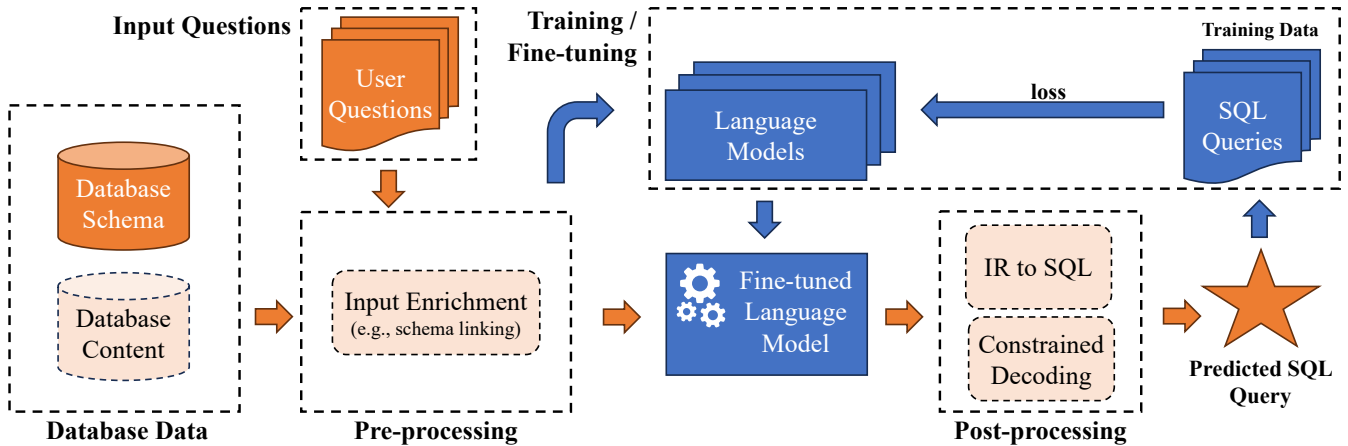 Input Questions
User
Questions
Training /
Fine-tuning
Training Data
Language
Models
loss
SQL
Queries
Database
Schema
Database
Content
Database Data
Input Enrichment
(e.g., schema linking)
Pre-processing
Fine-tuned
Language
Model
IR to SQL
Constrained
Decoding
Post-processing
Predicted SQL
Query